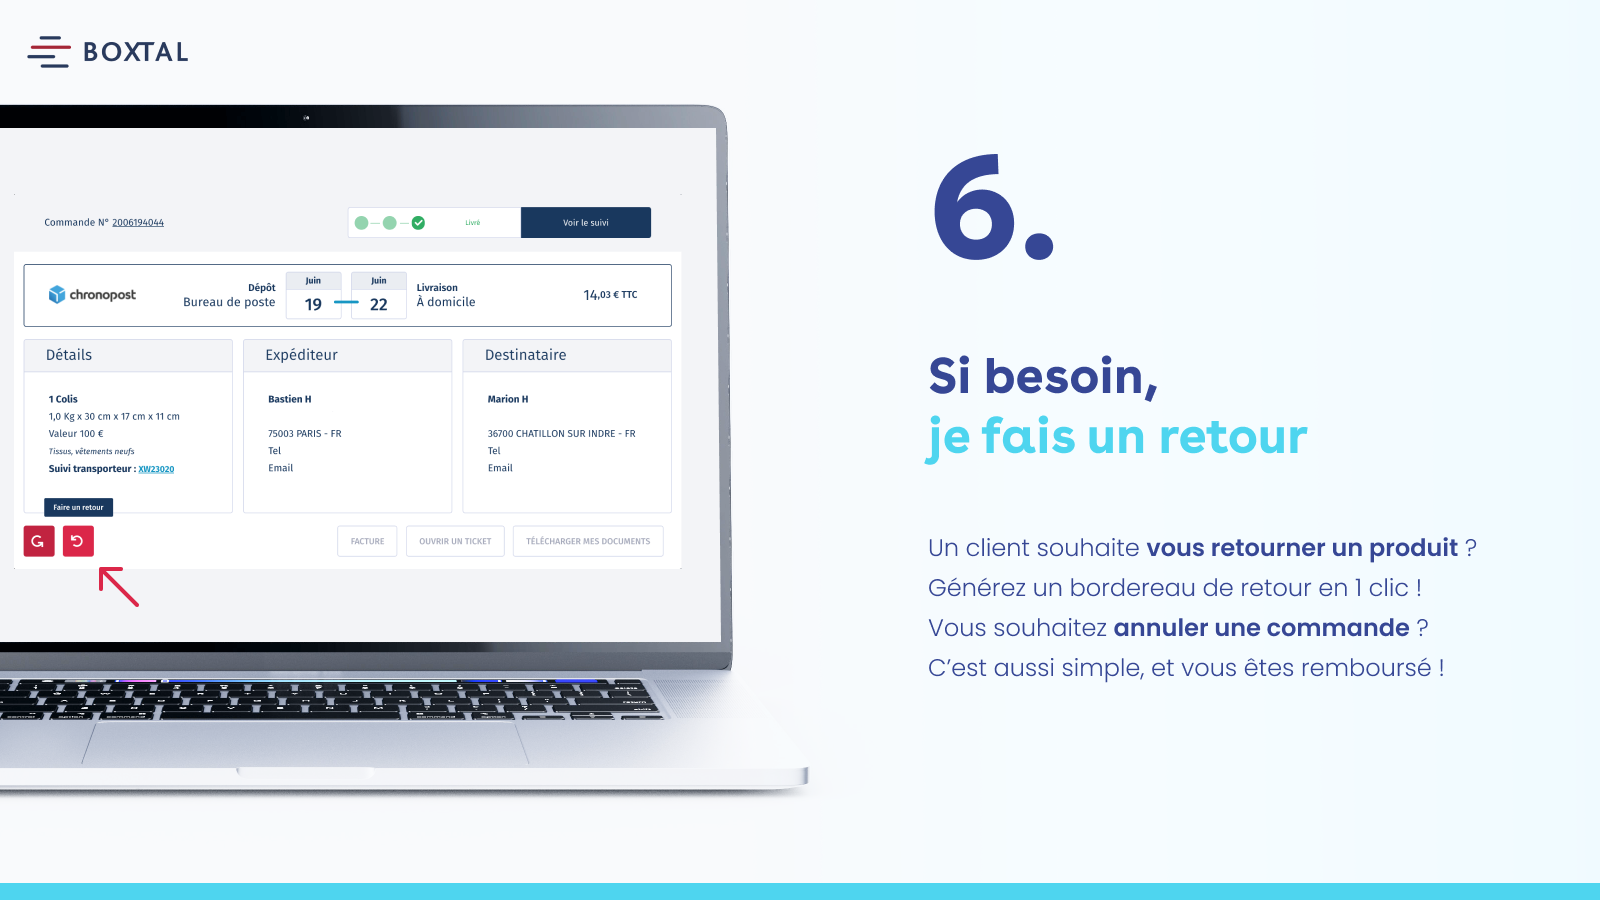 BOXTAL
Commande N° 2006194044
Livré
Voir le suivi
chronopost
Dépôt
Bureau de poste
Juin
19
Juin
22
Livraison
À domicile
14,03 € TTC
Détails
1 Colis
1,0 Kg x 30 cm x 17 cm x 11 cm
Valeur 100 €
Tissus, vêtements neufs
Suivi transporteur : XW23020
Faire un retour
Expéditeur
Bastien H
75003 PARIS - FR
Tel
Email
Destinataire
Marion H
36700 CHATILLON SUR INDRE - FR
Tel
Email
FACTURE
OUVRIR UN TICKET
TÉLÉCHARGER MES DOCUMENTS
6.
Si besoin,
je fais un retour
Un client souhaite vous retourner un produit ?
Générez un bordereau de retour en 1 clic !
Vous souhaitez annuler une commande ?
C’est aussi simple, et vous êtes remboursé !